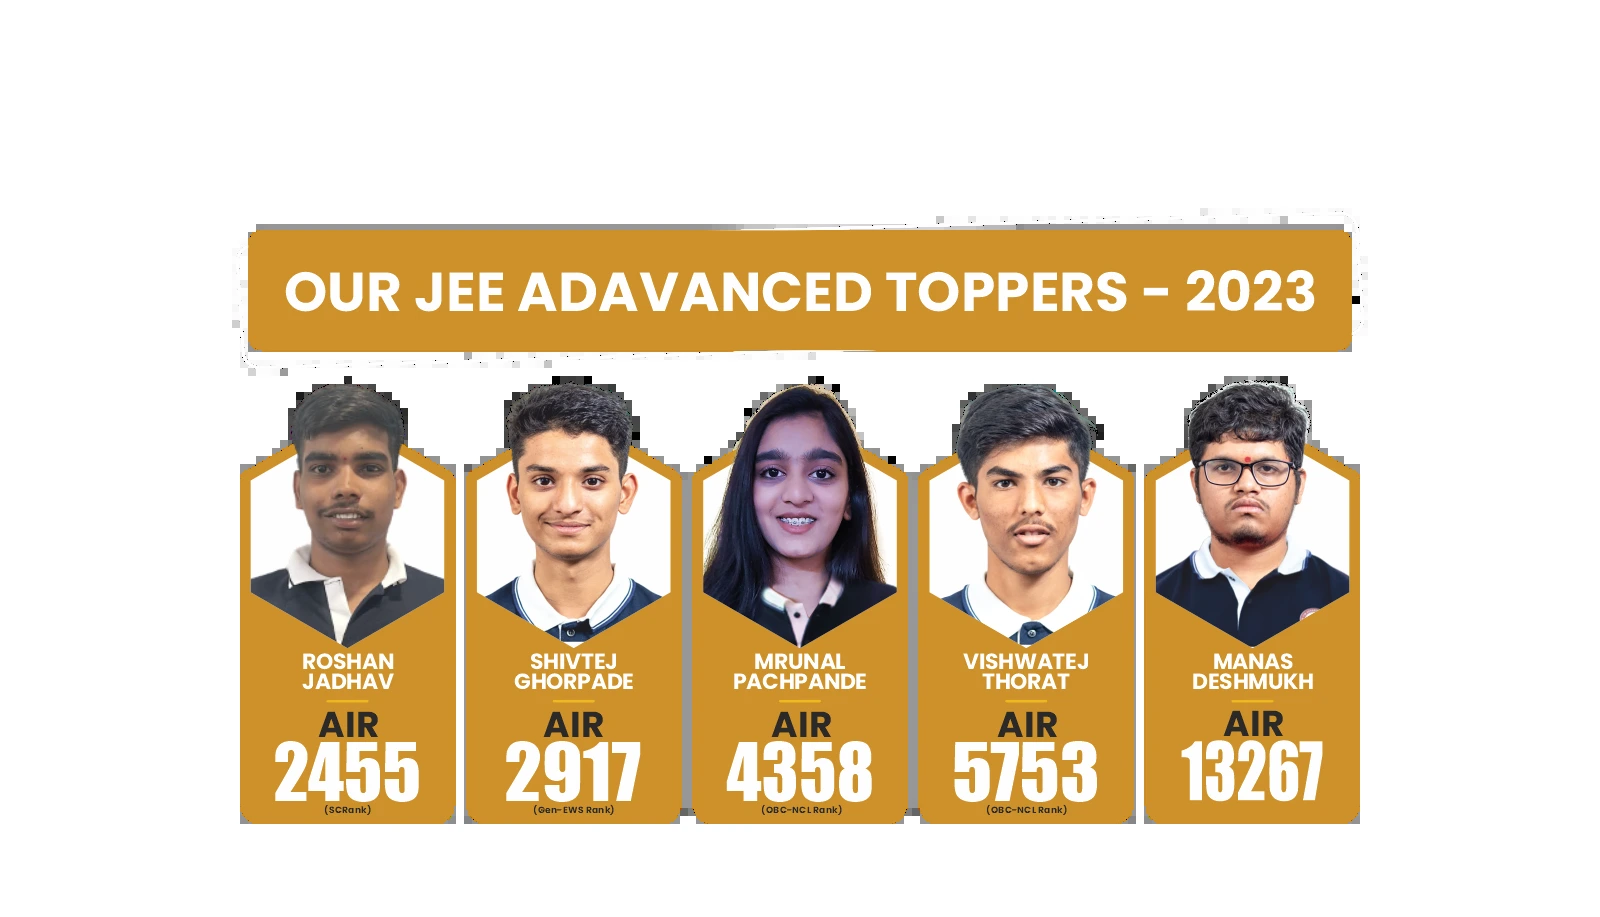 OUR JEE ADAVANCED TOPPERS - 2023
ROSHAN
JADHAV
AIR
2455
(SCRank)
SHIVTEJ
GHORPADE
AIR
2917
(Gen-EWS Rank)
MRUNAL
PACHPANDE
AIR
4358
(OBC-NCL Rank)
VISHWATEJ
THORAT
AIR
5753
(OBC-NCL Rank)
MANAS
DESHMUKH
AIR
13267